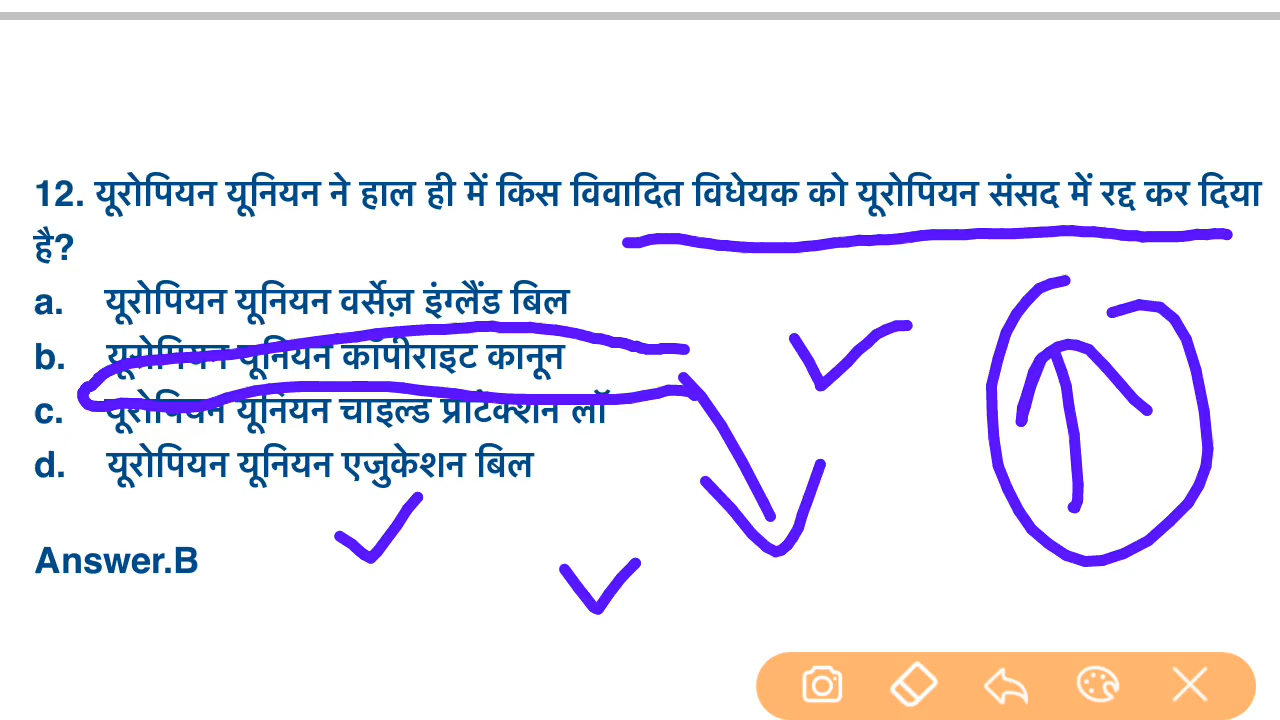 12. यूरोपियन यूनियन ने हाल ही में किस विवादित विधेयक को यूरोपियन संसद में रद्द कर दिया
है?
a. यूरोपियन यूनियन वर्सेज़ इंग्लैंड बिल
b. यूरोपियन यूनियन कॉपीराइट कानून
c. यूरोपियन यूनियन चाइल्ड प्रोटेक्शन लॉ
d. यूरोपियन यूनियन एजुकेशन बिल
Answer.B